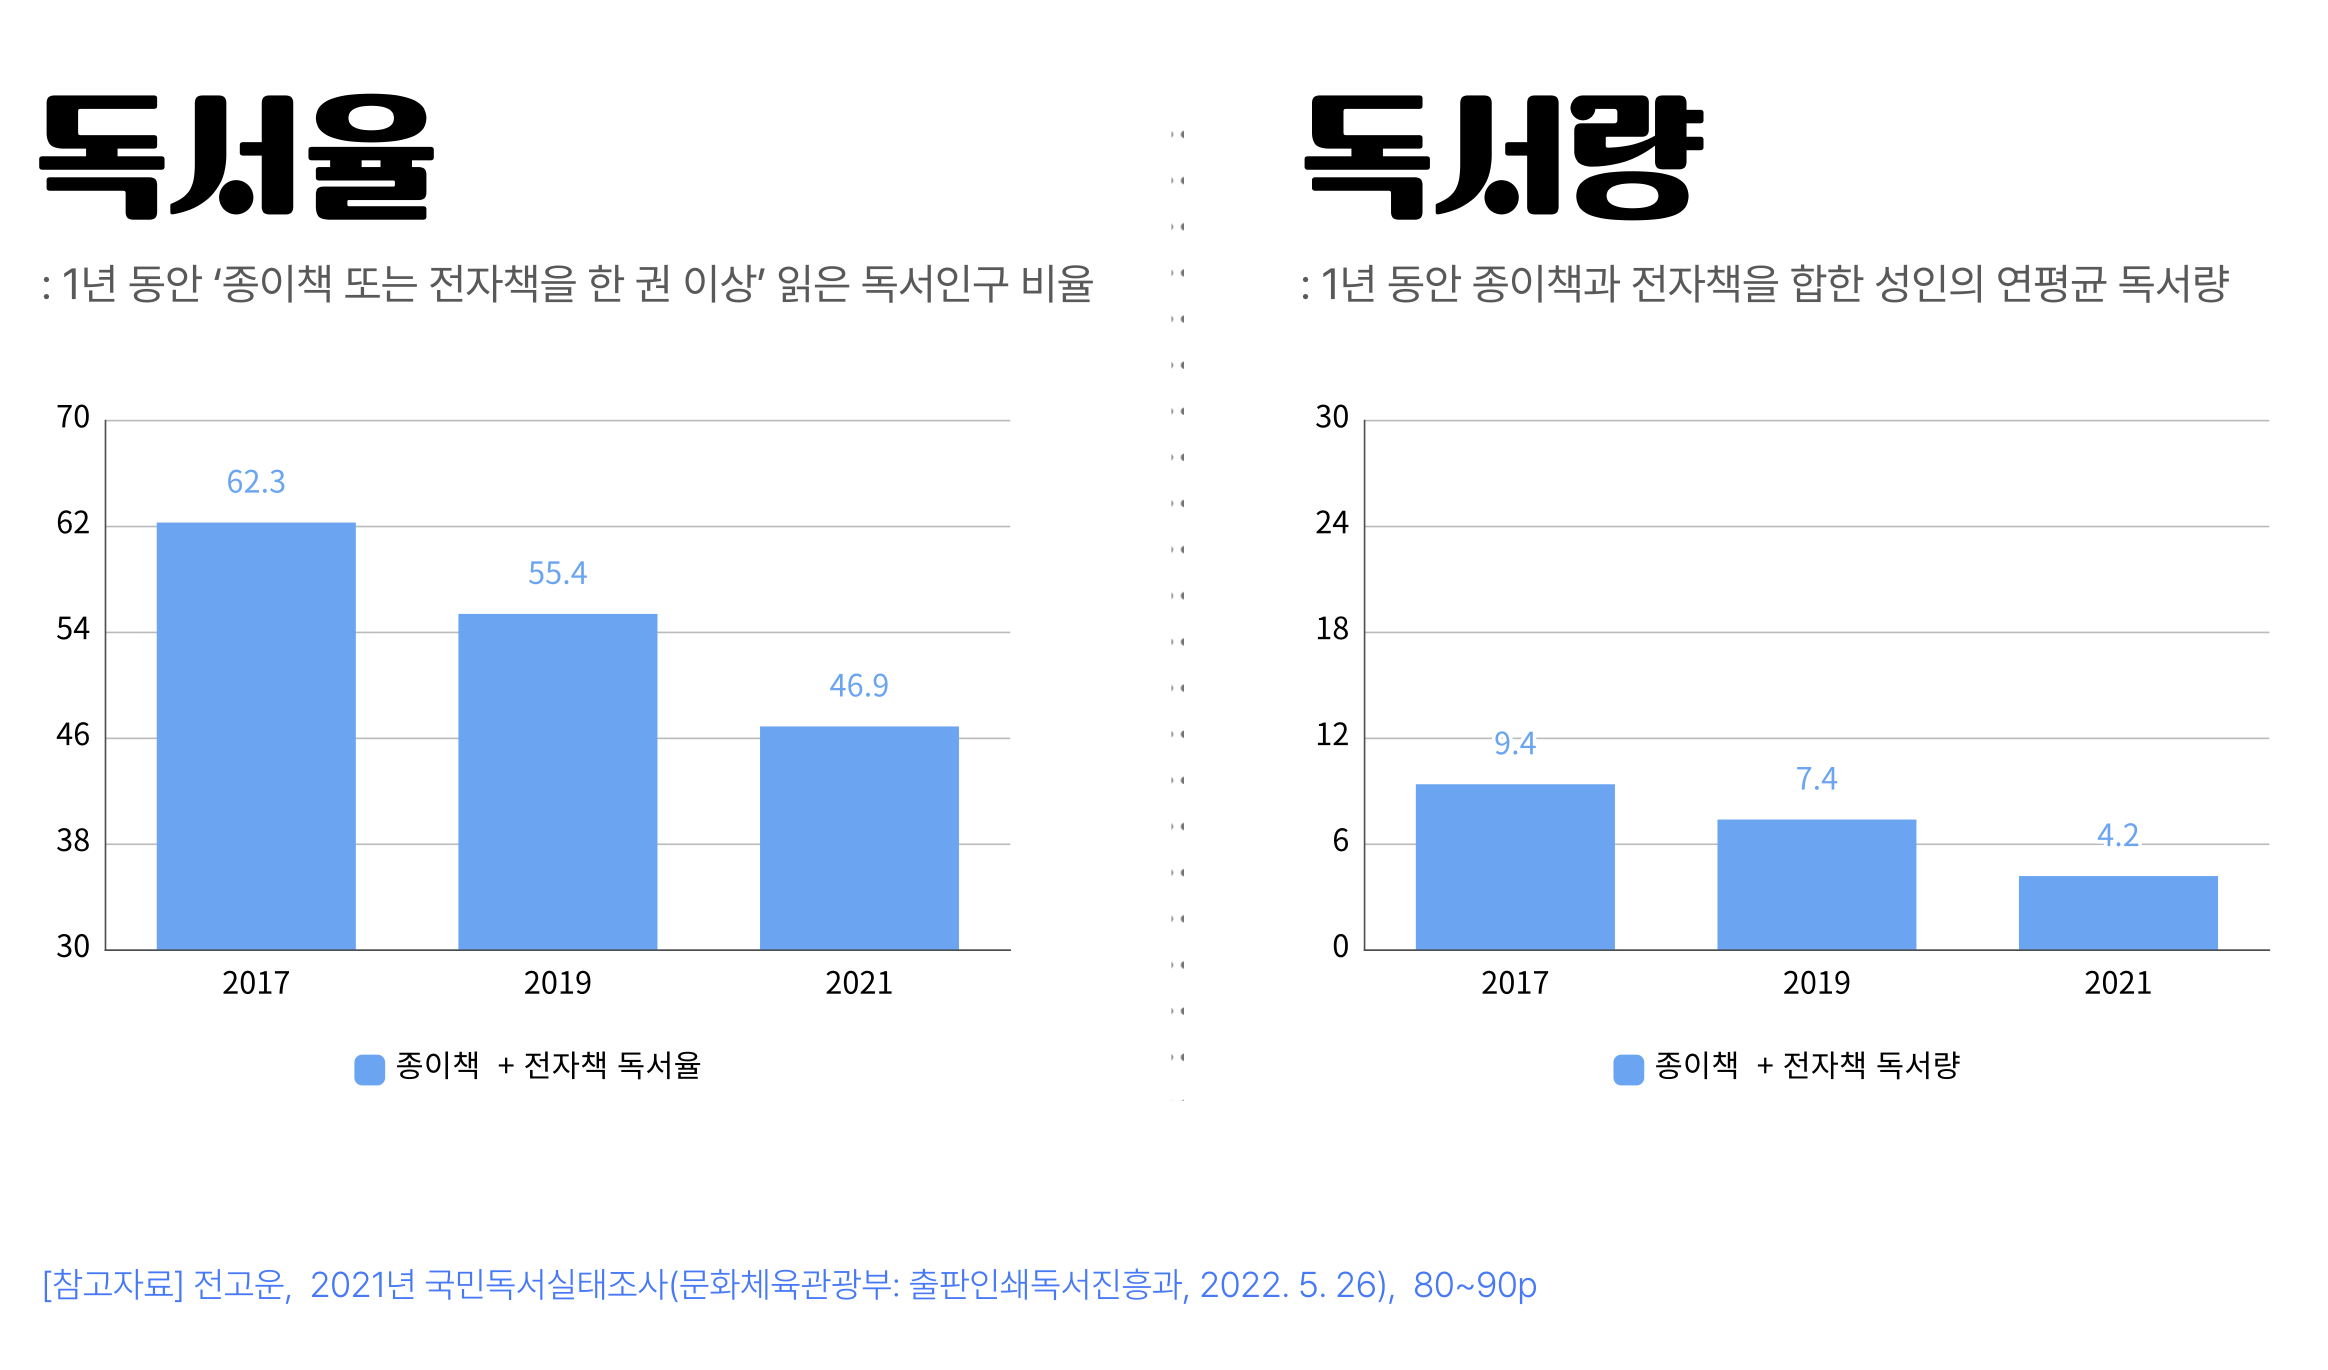 독서율
: 1년 동안 ‘종이책 또는 전자책을 한 권 이상’ 읽은 독서인구 비율
70
62
54
46
38
30
62.3
55.4
46.9
2017 2019 2021
종이책 + 전자책 독서율
독서량
: 1년 동안 종이책과 전자책을 합한 성인의 연평균 독서량
30
24
18
12
6
0
9.4
7.4
4.2
2017 2019 2021
종이책 + 전자책 독서량
[참고자료] 전고운, 2021년 국민독서실태조사(문화체육관광부: 출판인쇄독서진흥과, 2022. 5. 26), 80~90p